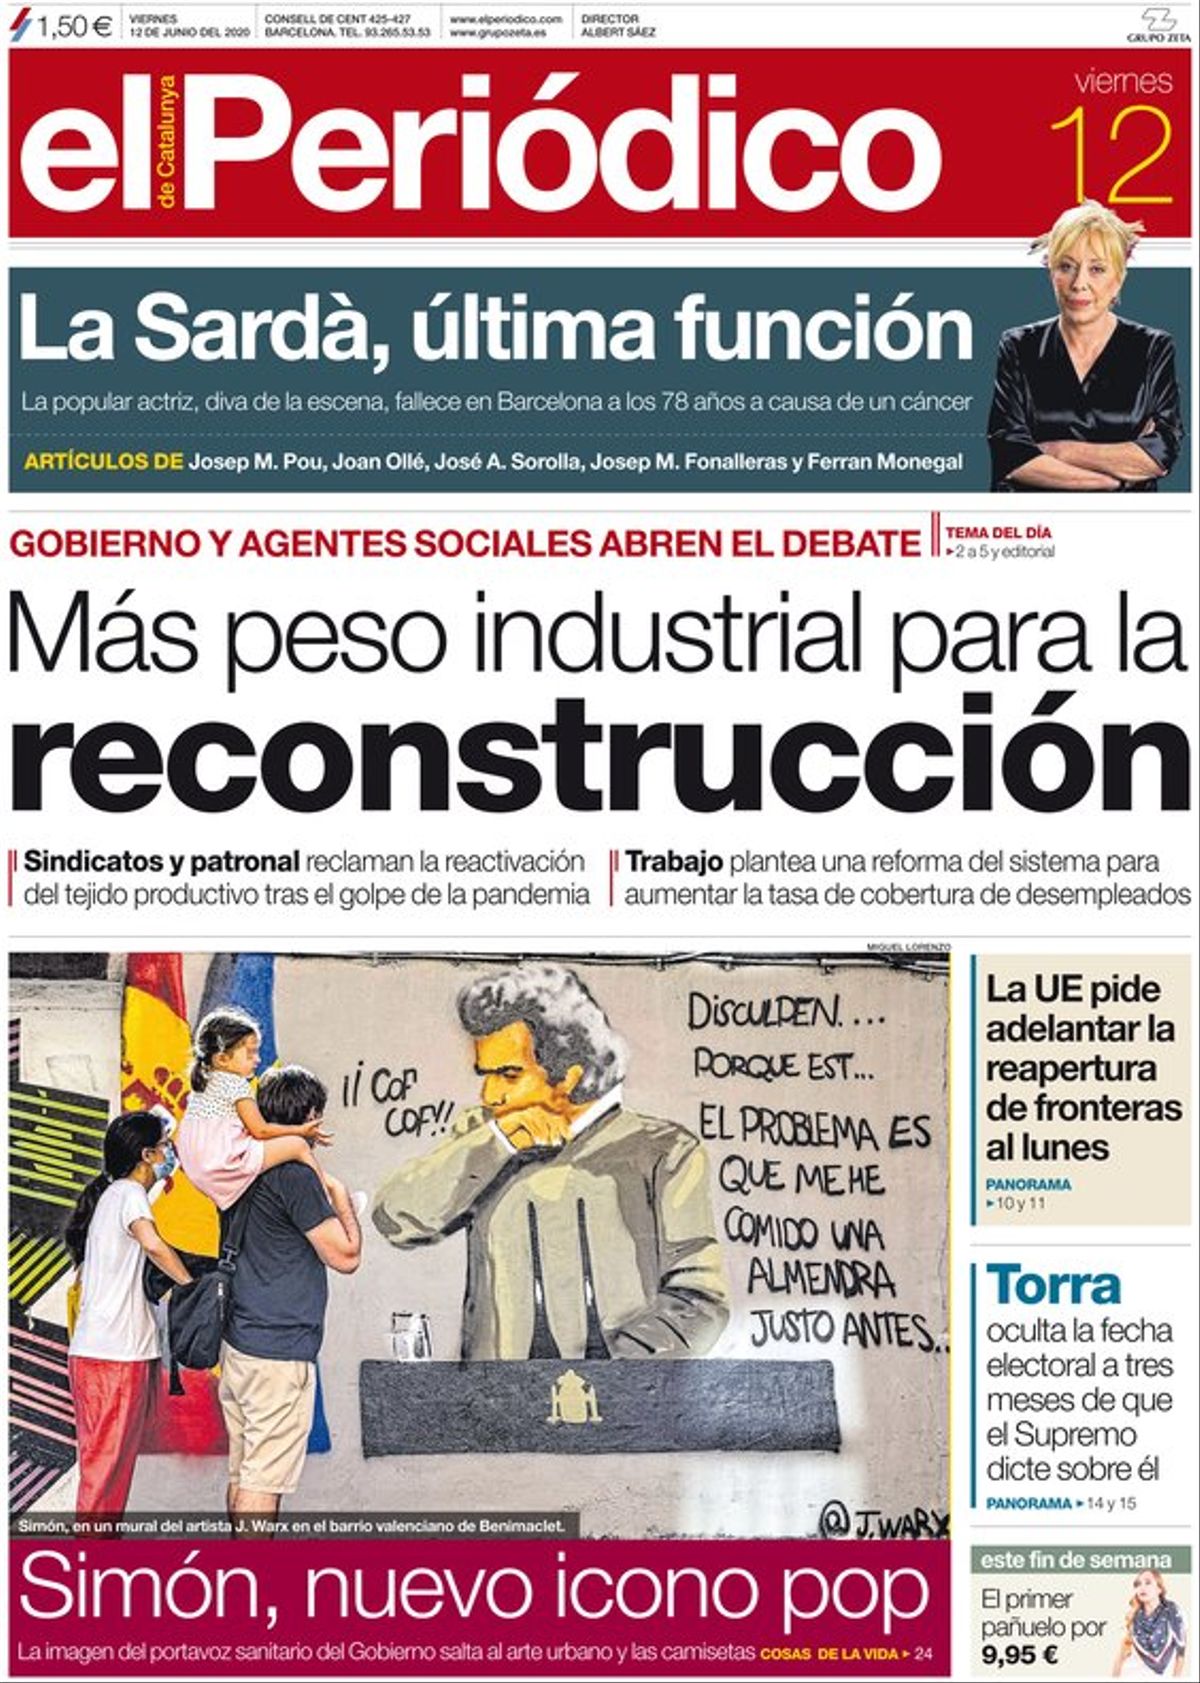 1,50 €
VIERNES
12 DE JUNIO DEL 2020
CONSELL DE CENT 425-427
BARCELONA. TEL. 93.265.53.53
www.elperiodico.com
www.grupozeta.es
DIRECTOR
ALBERT SÁEZ
GRUPO ZETA
el Periódico
de Catalunya
viernes
12
La Sardà, última función
La popular actriz, diva de la escena, fallece en Barcelona a los 78 años a causa de un cáncer
ARTÍCULOS DE Josep M. Pou, Joan Ollé, José A. Sorolla, Josep M. Fonalleras y Ferran Monegal
GOBIERNO Y AGENTES SOCIALES ABREN EL DEBATE
TEMA DEL DÍA
▸2 a 5 y editorial
Más peso industrial para la
reconstrucción
Sindicatos y patronal reclaman la reactivación
del tejido productivo tras el golpe de la pandemia
Trabajo plantea una reforma del sistema para
aumentar la tasa de cobertura de desempleados
MIGUEL LORENZO
¡¡ COF
COF!!
DISCULPEN....
PORQUE EST...
EL PROBLEMA ES
QUE ME HE
COMIDO UNA
ALMENDRA
JUSTO ANTES..
@J.WARX
Simón, en un mural del artista J. Warx en el barrio valenciano de Benimaclet.
Simón, nuevo icono pop
La imagen del portavoz sanitario del Gobierno salta al arte urbano y las camisetas COSAS DE LA VIDA ▸ 24
La UE pide
adelantar la
reapertura
de fronteras
al lunes
PANORAMA
▸10 y 11
Torra
oculta la fecha
electoral a tres
meses de que
el Supremo
dicte sobre él
PANORAMA ▸ 14 y 15
este fin de semana
El primer
pañuelo por
9,95 €